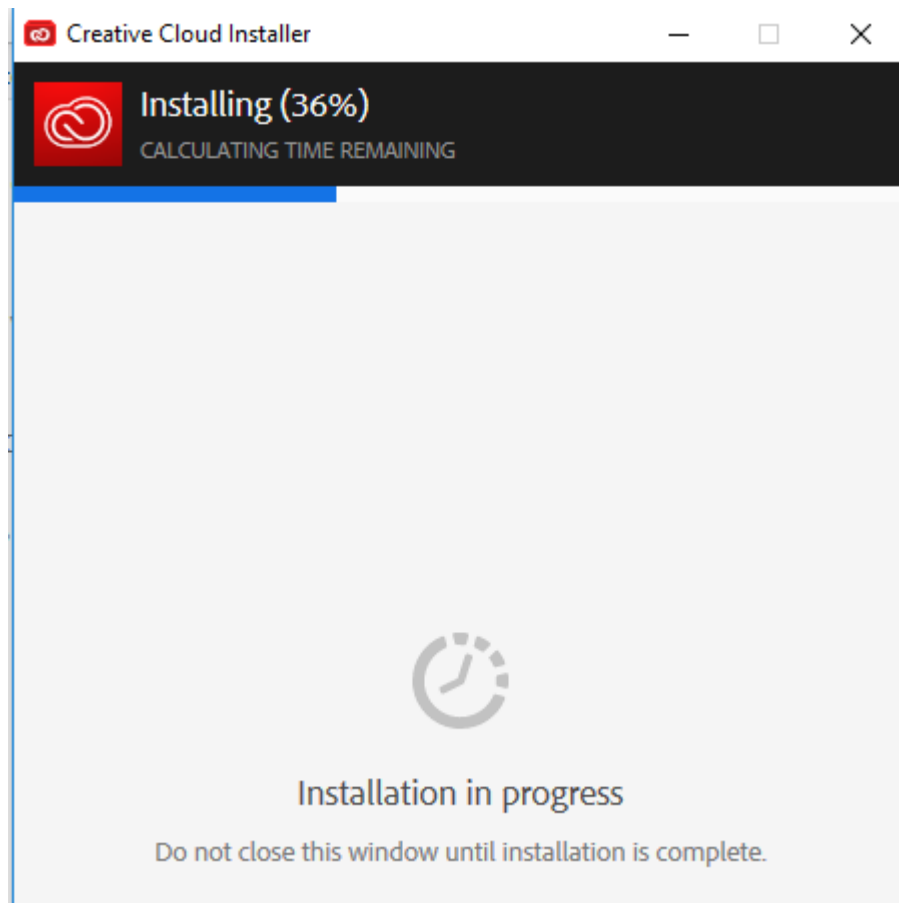 Creative Cloud Installer
Installing (36%)
CALCULATING TIME REMAINING
Installation in progress
Do not close this window until installation is complete.